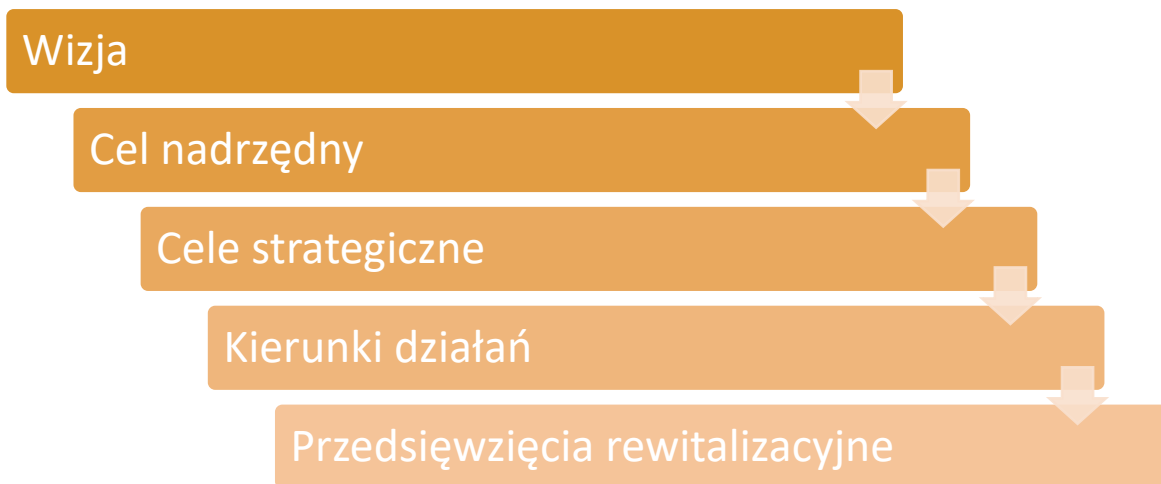 Wizja
Cel nadrzędny
Cele strategiczne
Kierunki działań
Przedsięwzięcia rewitalizacyjne